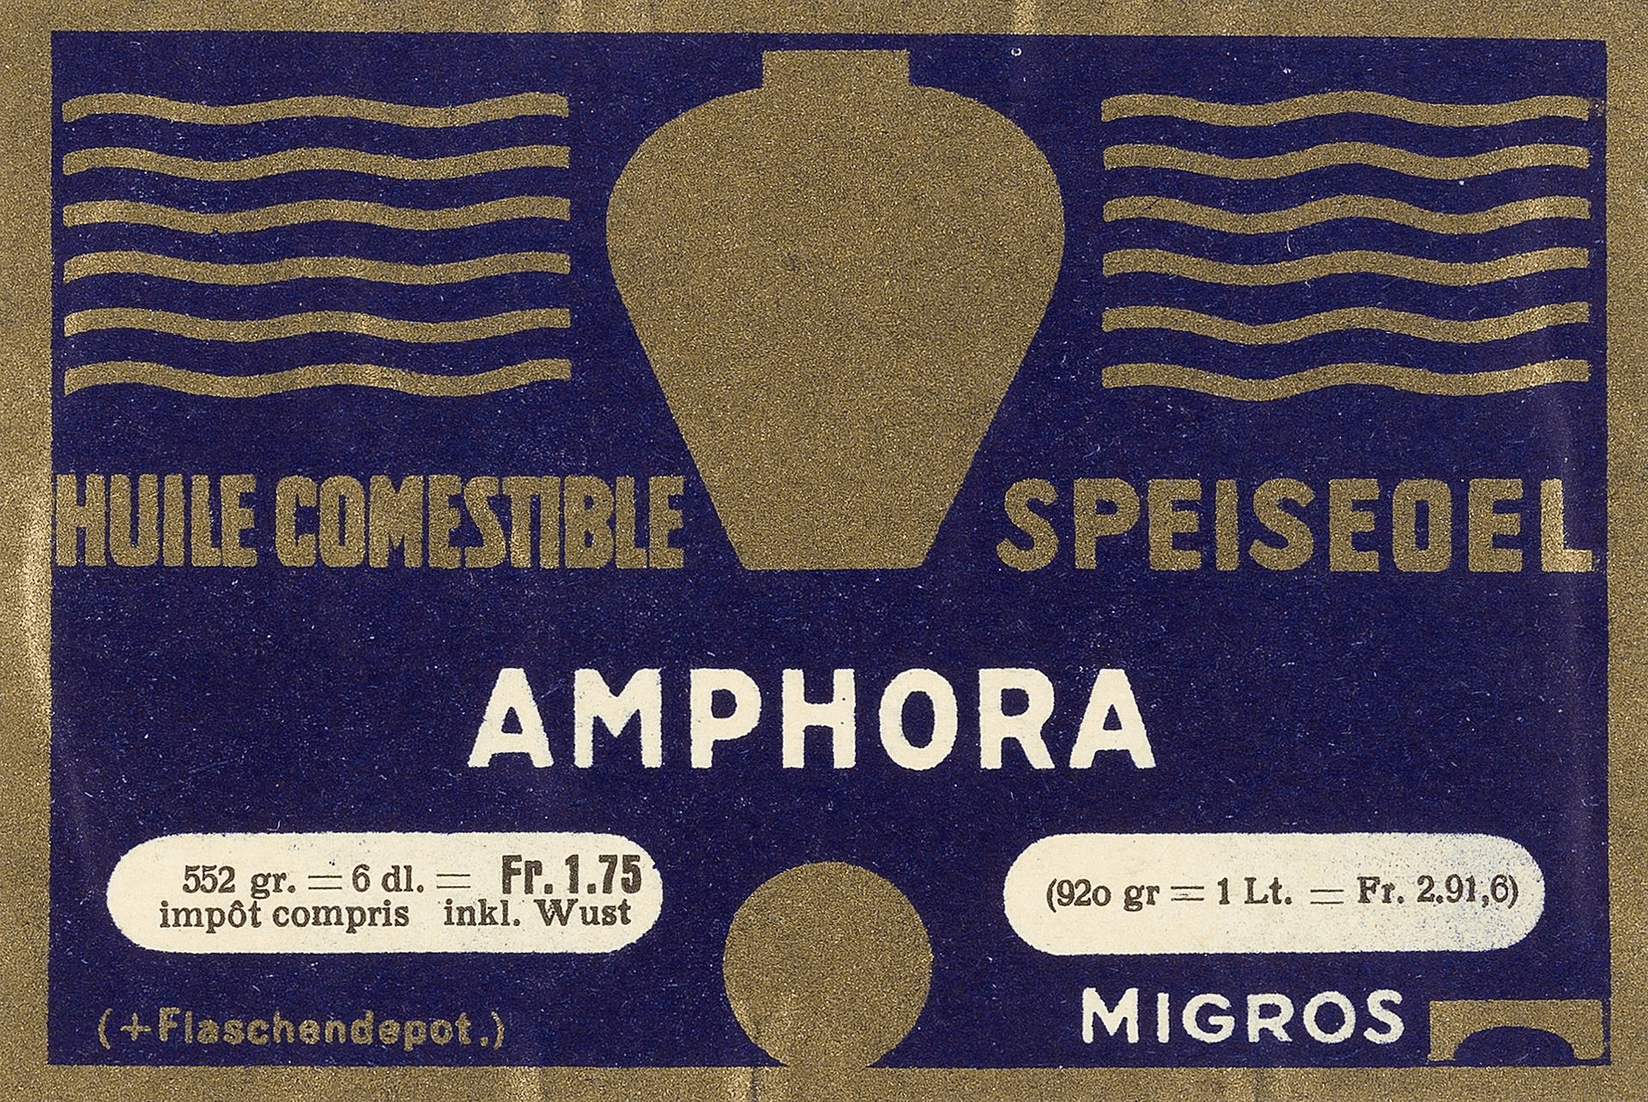 HUILE COMESTIBLE SPEISEOEL
AMPHORA
552 gr. = 6 dl. = Fr. 1.75
impôt compris inkl. Wust
(920 gr = 1 Lt. = Fr. 2.91,6)
(+Flaschendepot.)
MIGROS